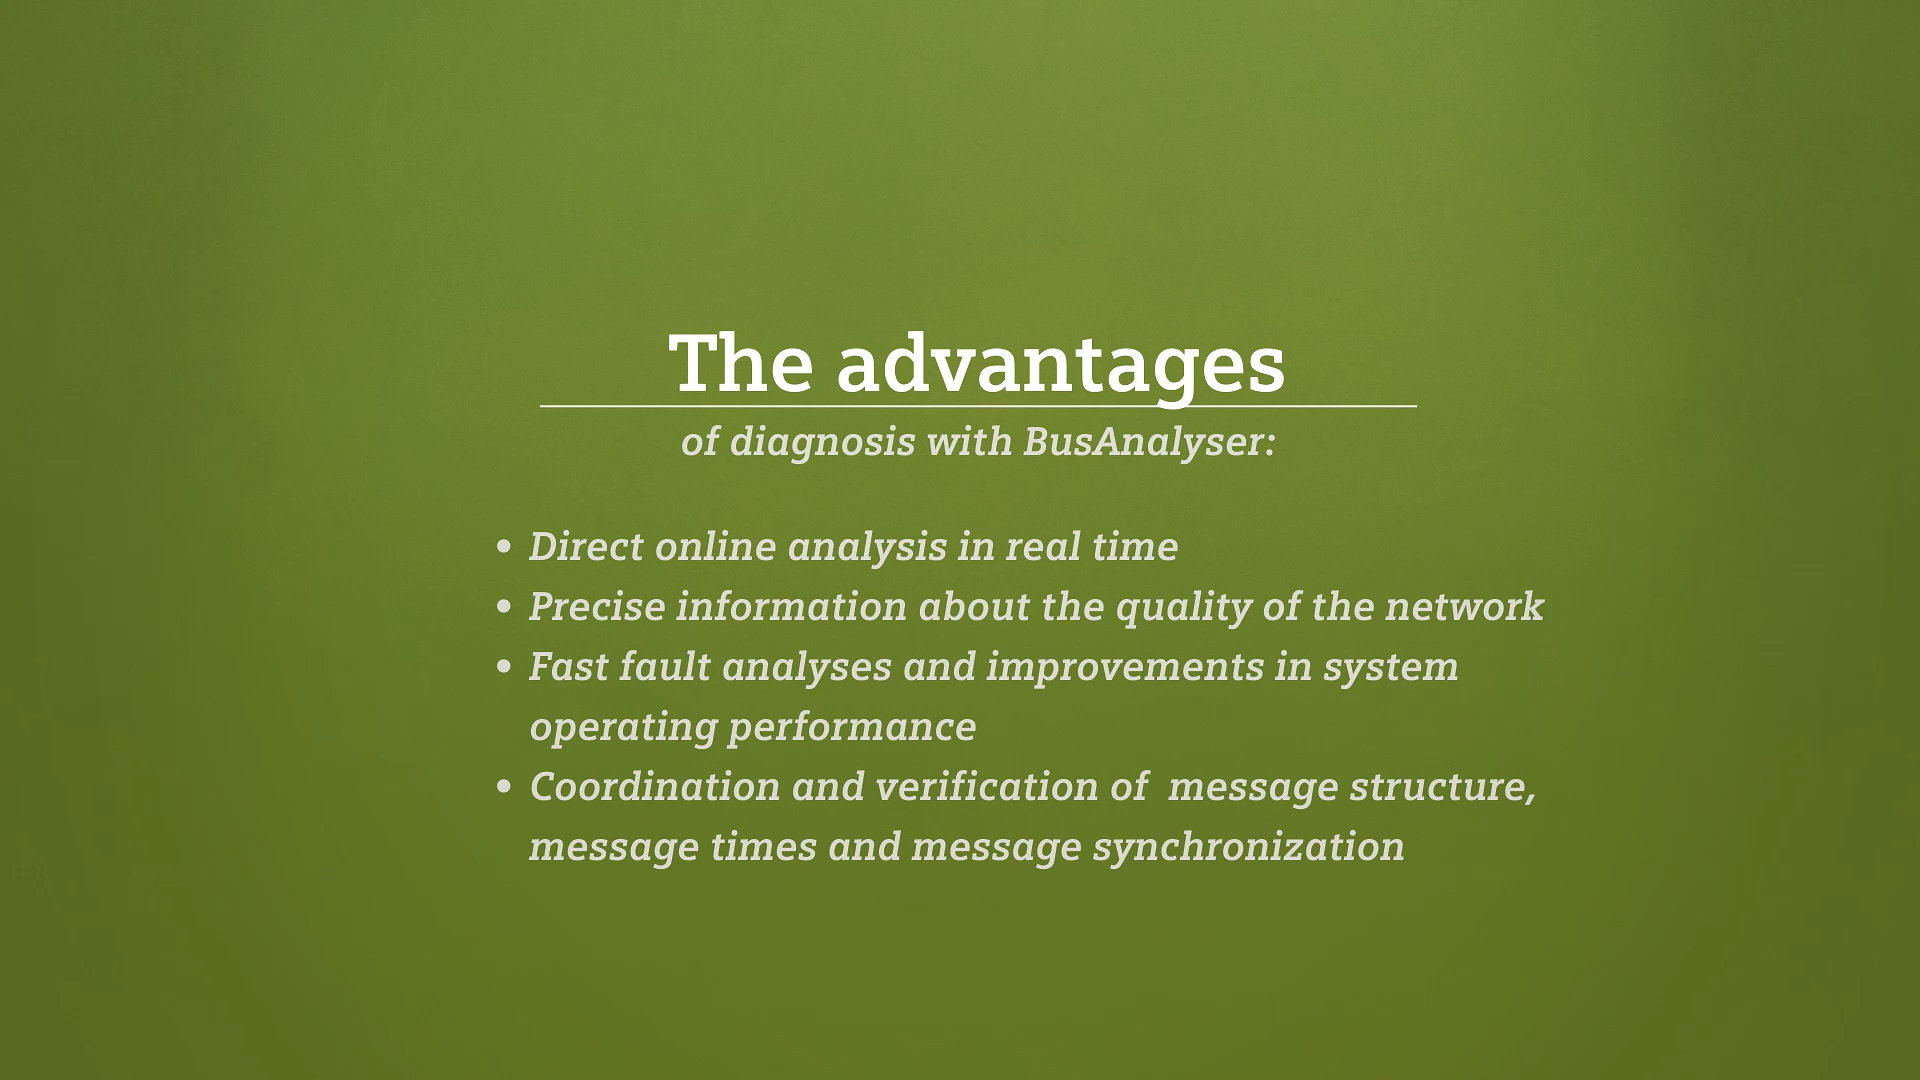 The advantages
of diagnosis with BusAnalyser:
• Direct online analysis in real time
• Precise information about the quality of the network
• Fast fault analyses and improvements in system
operating performance
• Coordination and verification of  message structure,
message times and message synchronization